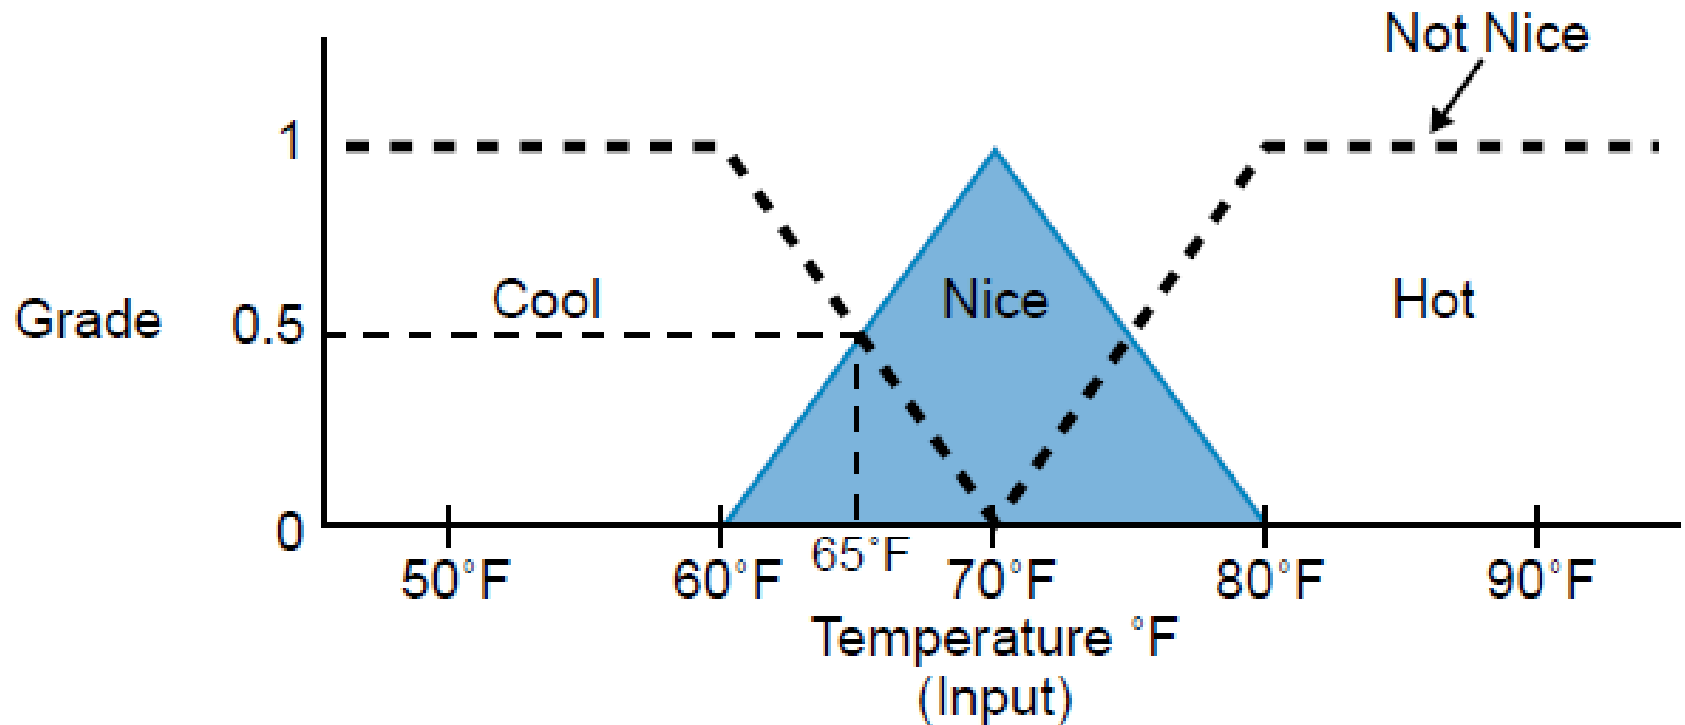 Not Nice
1
Cool
Nice
Hot
Grade
0.5
0
65°F
50°F
60°F
70°F
80°F
90°F
Temperature °F
(Input)